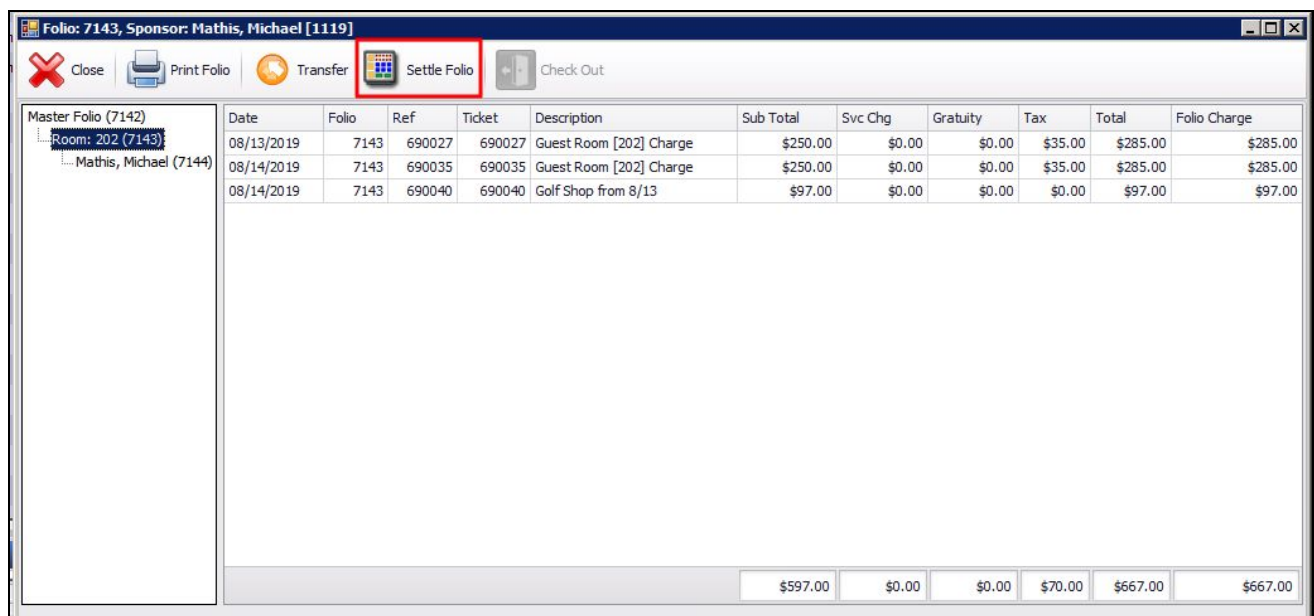 Folio: 7143, Sponsor: Mathis, Michael [1119]
Close Print Folio Transfer Settle Folio Check Out
Master Folio (7142)
Room: 202 (7143)
Mathis, Michael (7144)
Date Folio Ref Ticket Description Sub Total Svc Chg Gratuity Tax Total Folio Charge
08/13/2019 7143 690027 690027 Guest Room [202] Charge $250.00 $0.00 $0.00 $35.00 $285.00 $285.00
08/14/2019 7143 690035 690035 Guest Room [202] Charge $250.00 $0.00 $0.00 $35.00 $285.00 $285.00
08/14/2019 7143 690040 690040 Golf Shop from 8/13 $97.00 $0.00 $0.00 $0.00 $97.00 $97.00
$597.00 $0.00 $0.00 $70.00 $667.00 $667.00